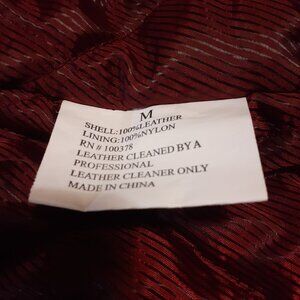 M
SHELL:100%LEATHER
LINING:100%NYLON
RN # 100378
LEATHER CLEANED BY A
PROFESSIONAL
LEATHER CLEANER ONLY
MADE IN CHINA